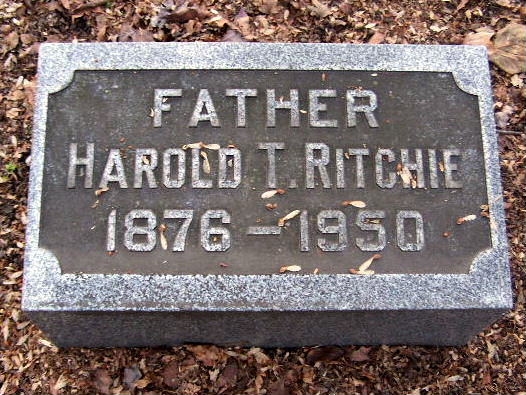 FATHER
HAROLD T. RITCHIE
1876 – 1950